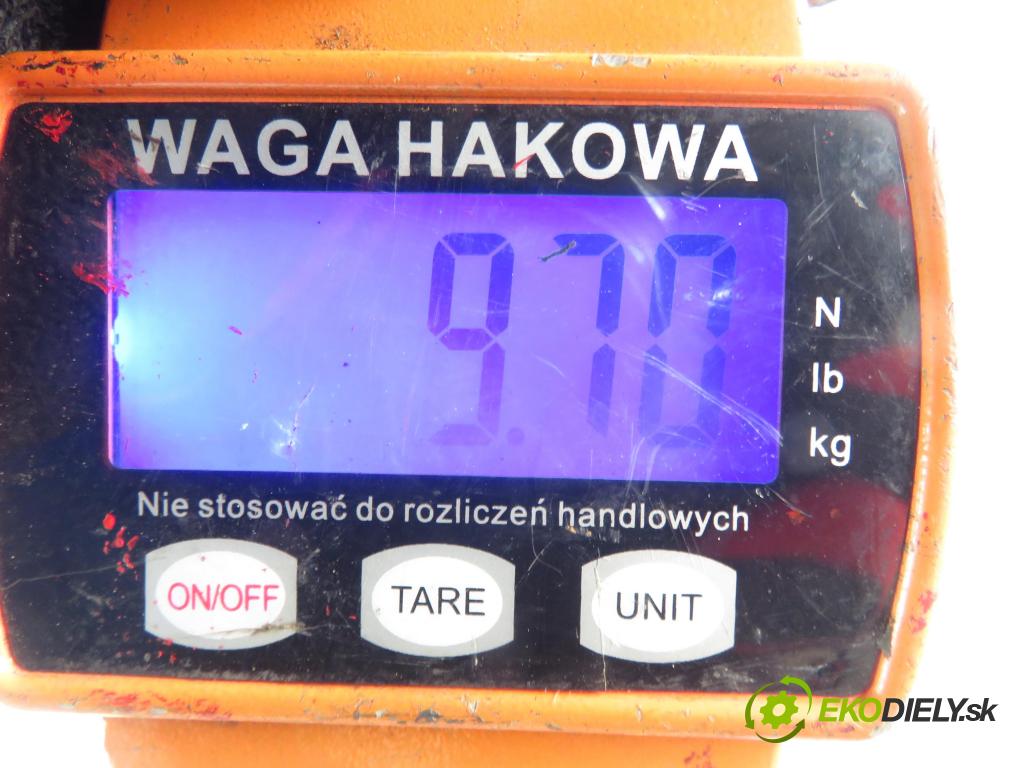 WAGA HAKOWA
9.70
N
lb
kg
Nie stosować do rozliczeń handlowych
ON/OFF TARE UNIT
EKODIELY.sk